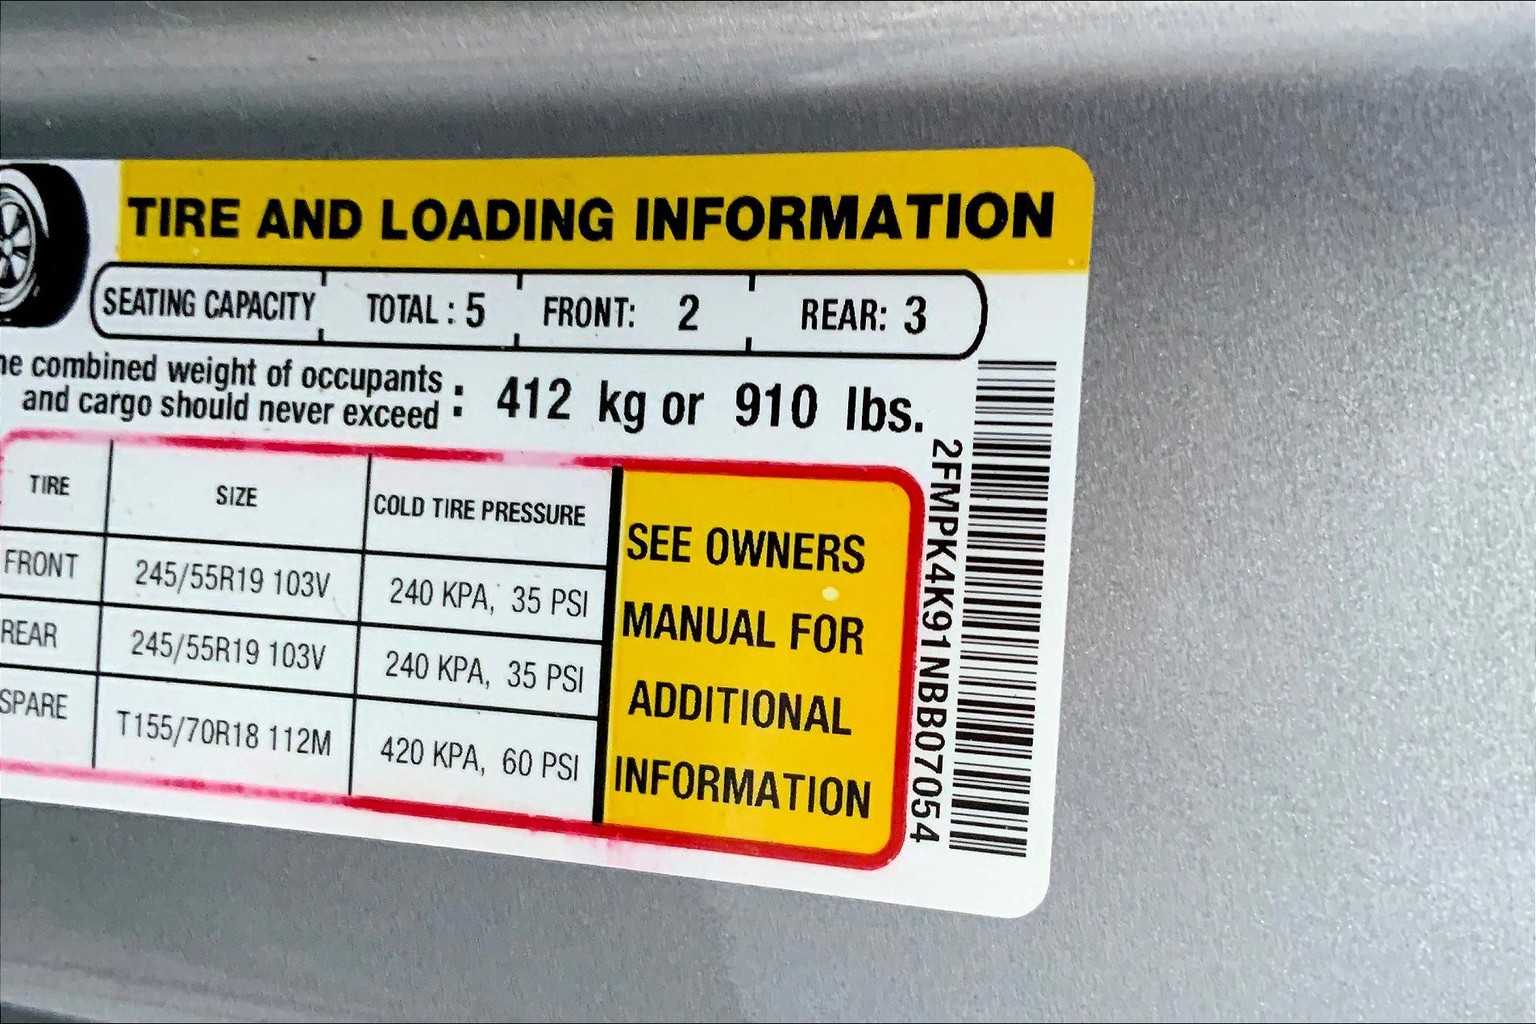 TIRE AND LOADING INFORMATION
SEATING CAPACITY TOTAL : 5 FRONT: 2 REAR: 3
combined weight of occupants
and cargo should never exceed : 412 kg or 910 lbs.
TIRE SIZE COLD TIRE PRESSURE
FRONT 245/55R19 103V 240 KPA, 35 PSI
REAR 245/55R19 103V 240 KPA, 35 PSI
SPARE T155/70R18 112M 420 KPA, 60 PSI
SEE OWNERS
MANUAL FOR
ADDITIONAL
INFORMATION
2FMPK4K91NBB07054